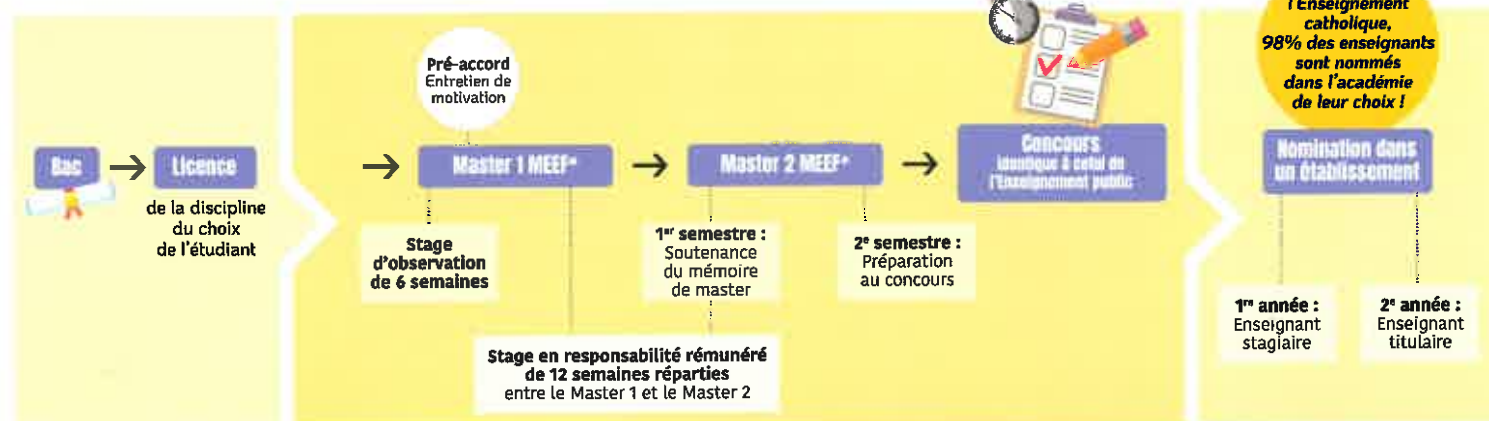 l'Enseignement
catholique,
98% des enseignants
sont nommés
dans l'académie
de leur choix !
Pré-accord
Entretien de
motivation
Bac
Licence
de la discipline
du choix
de l'étudiant
Master 1 MEEF*
Master 2 MEEF*
Concours
identique à celui de
l'Enseignement public
Nomination dans
un établissement
Stage
d'observation
de 6 semaines
1er semestre :
Soutenance
du mémoire
de master
2e semestre :
Préparation
au concours
Stage en responsabilité rémunéré
de 12 semaines réparties
entre le Master 1 et le Master 2
1re année :
Enseignant
stagiaire
2e année :
Enseignant
titulaire